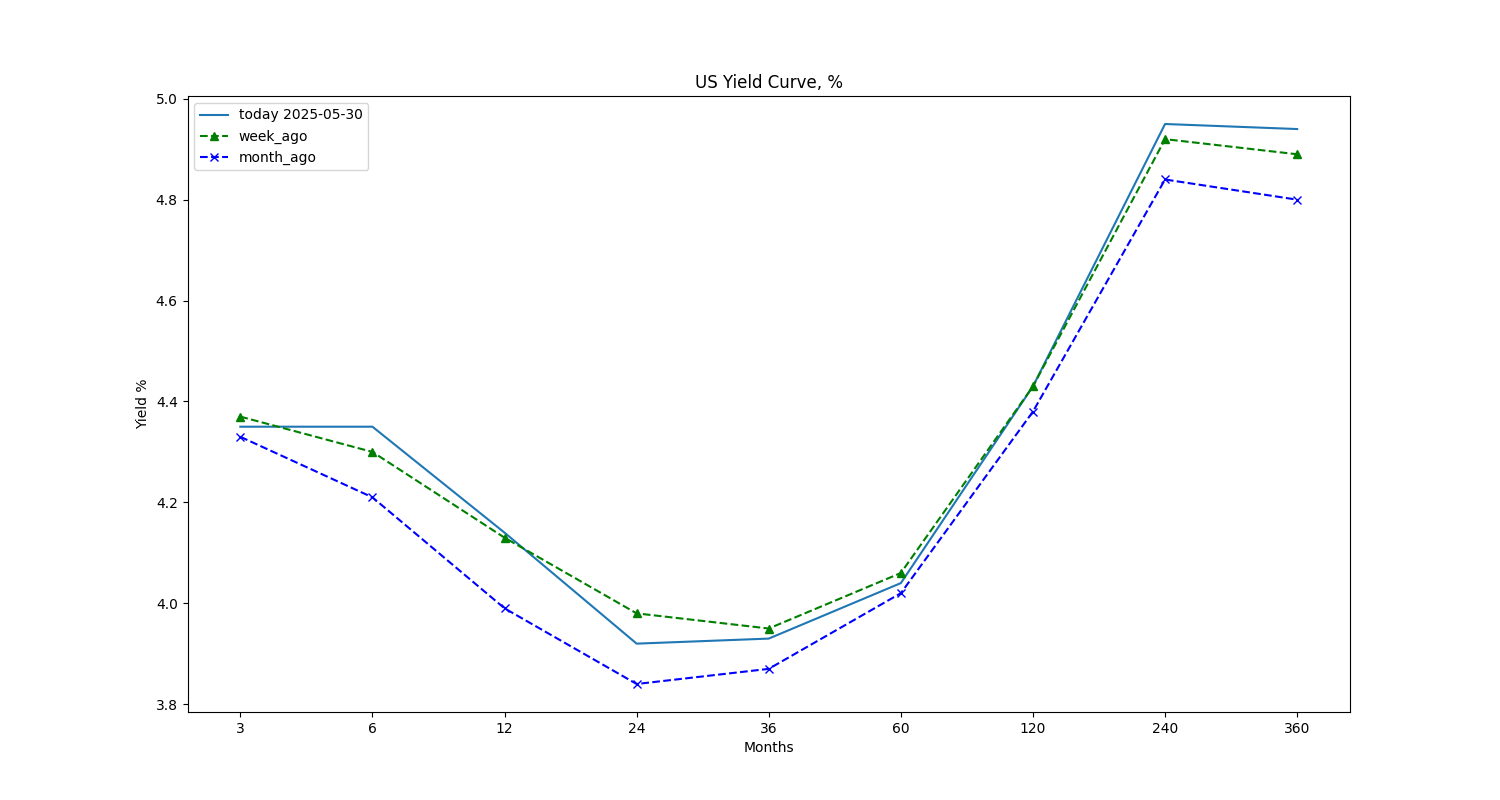 US Yield Curve, %
today 2025-05-30
week_ago
month_ago
5.0
4.8
4.6
4.4
4.2
4.0
3.8
Yield %
3 6 12 24 36 60 120 240 360
Months